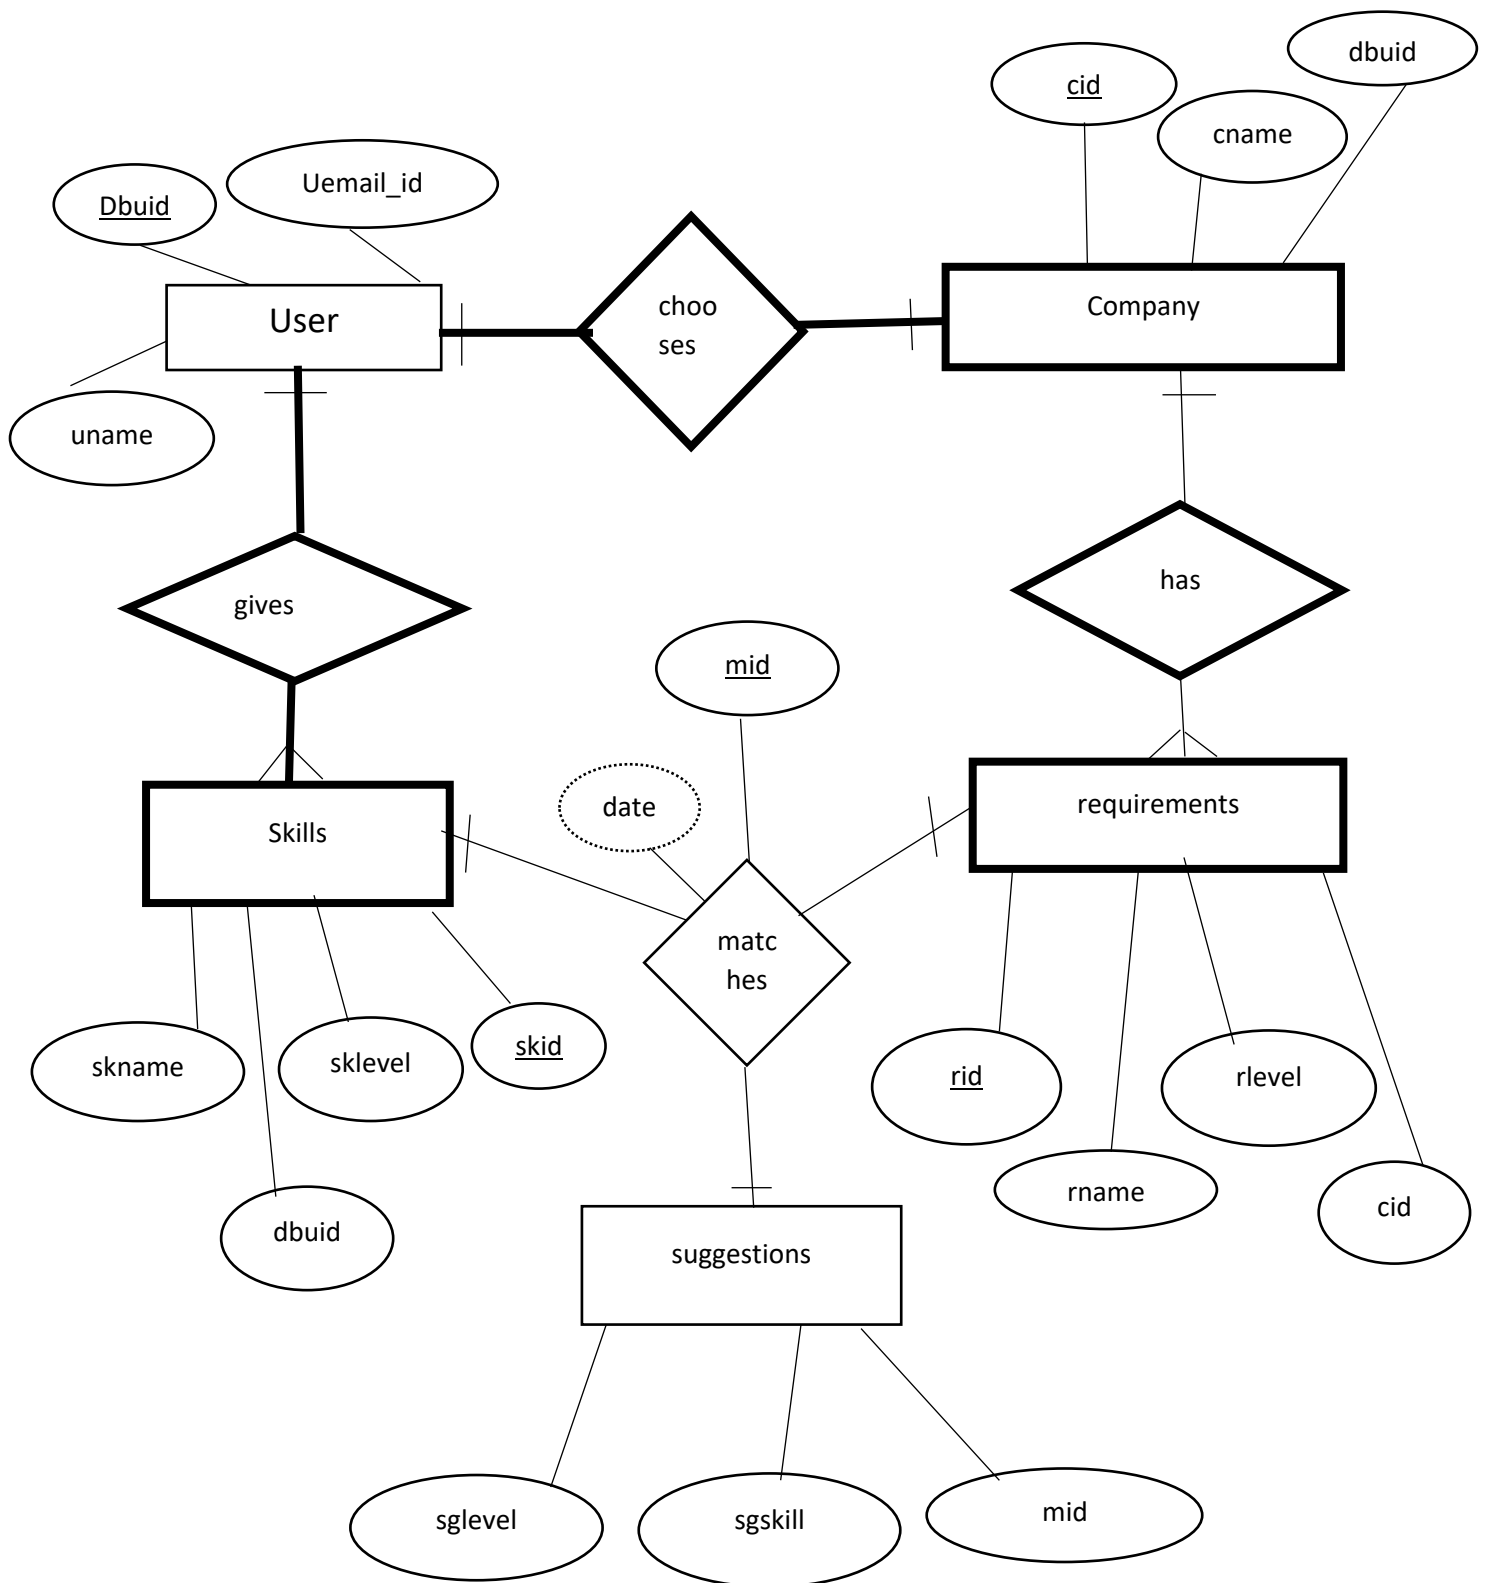 dbuid
cid
cname
Uemail_id
Dbuid
User
choo
ses
Company
uname
gives
has
mid
date
requirements
Skills
matc
hes
skname
sklevel
skid
rid
rlevel
rname
cid
dbuid
suggestions
sglevel
sgskill
mid